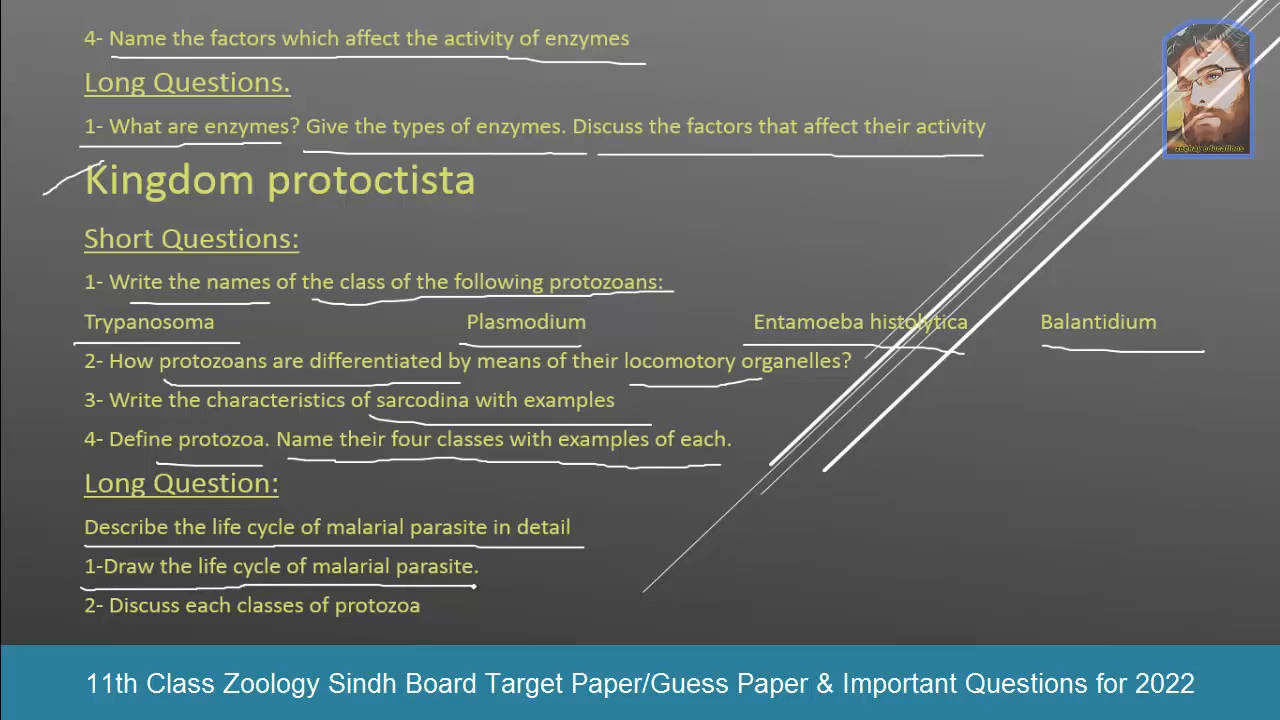 4- Name the factors which affect the activity of enzymes
Long Questions.
1- What are enzymes? Give the types of enzymes. Discuss the factors that affect their activity
Kingdom protoctista
Short Questions:
1- Write the names of the class of the following protozoans:
Trypanosoma Plasmodium Entamoeba histolytica Balantidium
2- How protozoans are differentiated by means of their locomotory organelles?
3- Write the characteristics of sarcodina with examples
4- Define protozoa. Name their four classes with examples of each.
Long Question:
Describe the life cycle of malarial parasite in detail
1-Draw the life cycle of malarial parasite.
2- Discuss each classes of protozoa
zeekay educations
11th Class Zoology Sindh Board Target Paper/Guess Paper & Important Questions for 2022